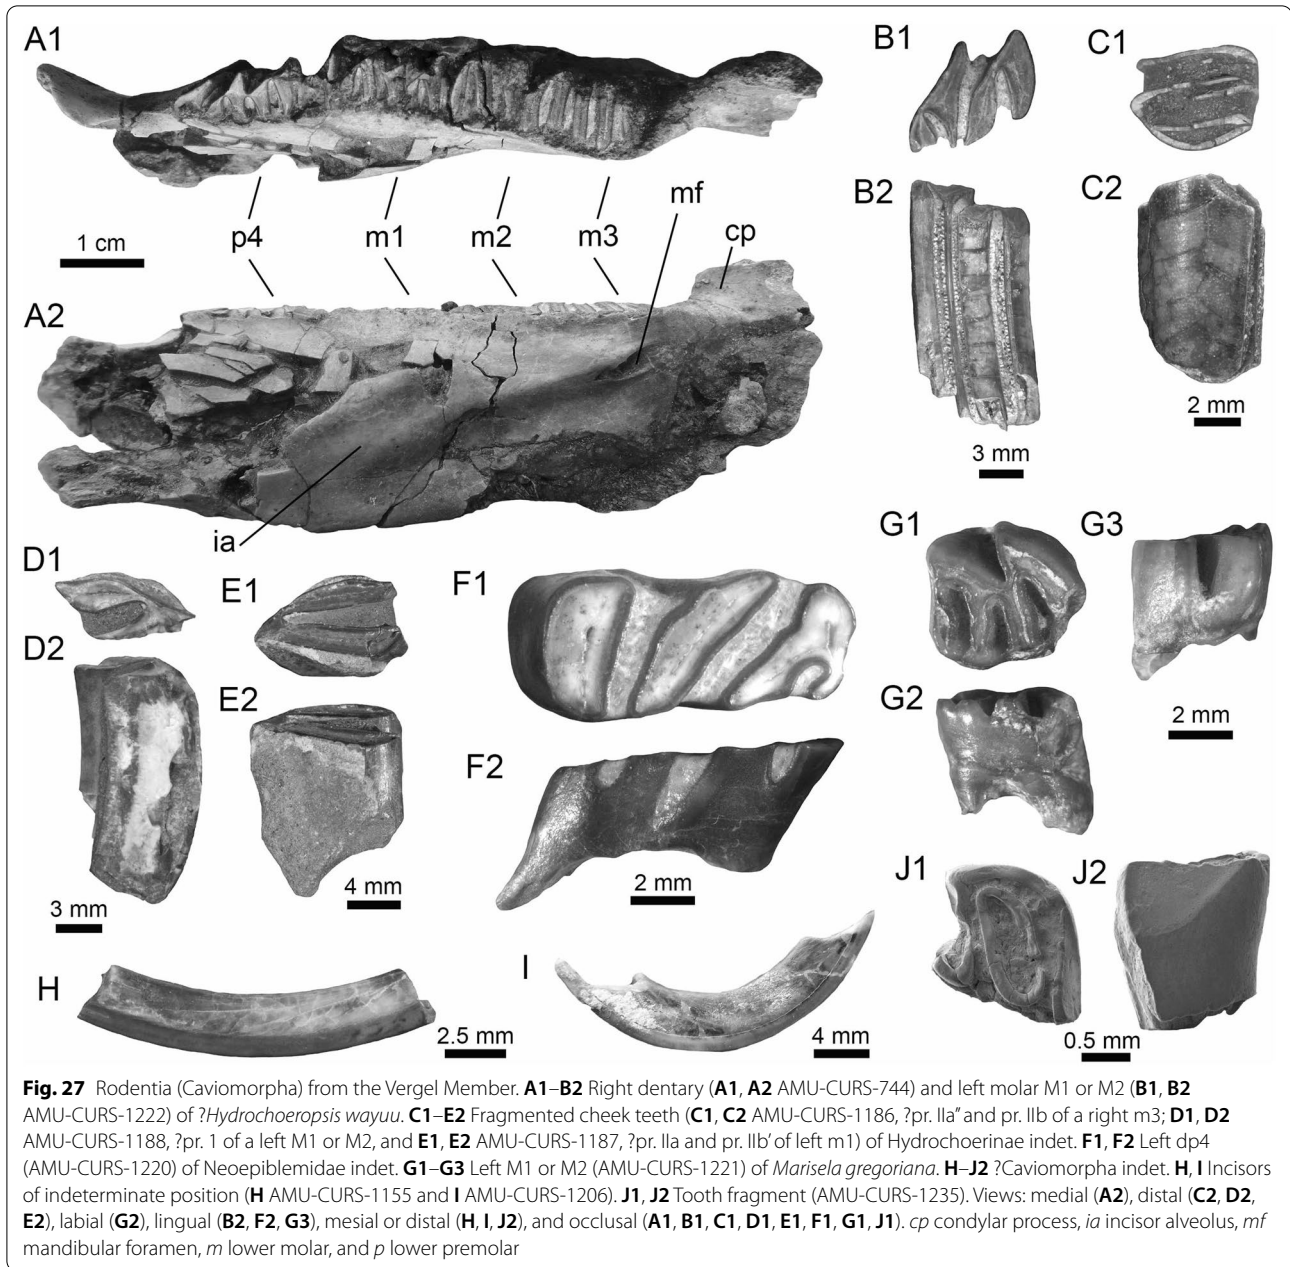 A1
B1
C1
B2
C2
mf
p4
m1
m2
m3
cp
1 cm
A2
2 mm
3 mm
ia
D1
E1
F1
G1
G3
D2
E2
F2
G2
2 mm
4 mm
2 mm
3 mm
J1
J2
H
I
2.5 mm
4 mm
0.5 mm
Fig. 27 Rodentia (Caviomorpha) from the Vergel Member. A1–B2 Right dentary (A1, A2 AMU-CURS-744) and left molar M1 or M2 (B1, B2
AMU-CURS-1222) of ?Hydrochoeropsis wayuu. C1–E2 Fragmented cheek teeth (C1, C2 AMU-CURS-1186, ?pr. IIa″ and pr. IIb of a right m3; D1, D2
AMU-CURS-1188, ?pr. 1 of a left M1 or M2, and E1, E2 AMU-CURS-1187, ?pr. IIa and pr. IIb′ of left m1) of Hydrochoerinae indet. F1, F2 Left dp4
(AMU-CURS-1220) of Neoepiblemidae indet. G1–G3 Left M1 or M2 (AMU-CURS-1221) of Marisela gregoriana. H–J2 ?Caviomorpha indet. H, I Incisors
of indeterminate position (H AMU-CURS-1155 and I AMU-CURS-1206). J1, J2 Tooth fragment (AMU-CURS-1235). Views: medial (A2), distal (C2, D2,
E2), labial (G2), lingual (B2, F2, G3), mesial or distal (H, I, J2), and occlusal (A1, B1, C1, D1, E1, F1, G1, J1). cp condylar process, ia incisor alveolus, mf
mandibular foramen, m lower molar, and p lower premolar